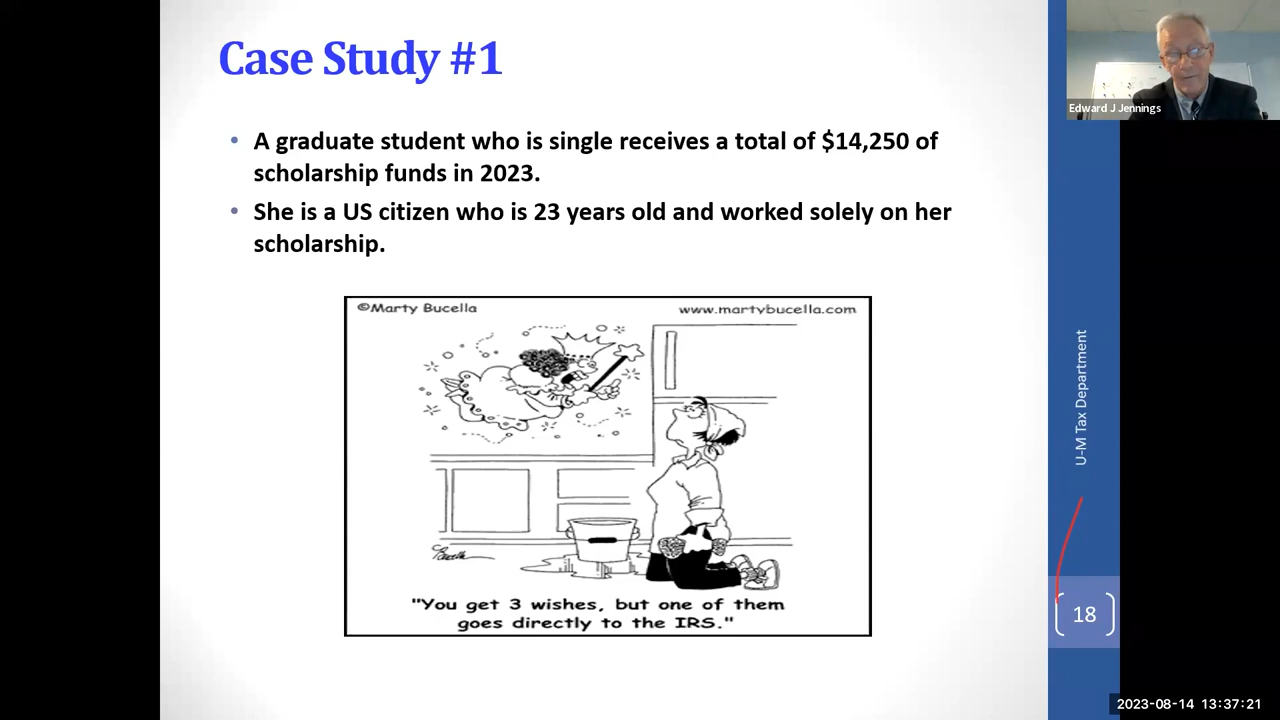 Case Study #1
• A graduate student who is single receives a total of $14,250 of
scholarship funds in 2023.
• She is a US citizen who is 23 years old and worked solely on her
scholarship.
©Marty Bucella
www.martybucella.com
"You get 3 wishes, but one of them
goes directly to the IRS."
Edward J Jennings
U-M Tax Department
18
2023-08-14 13:37:21